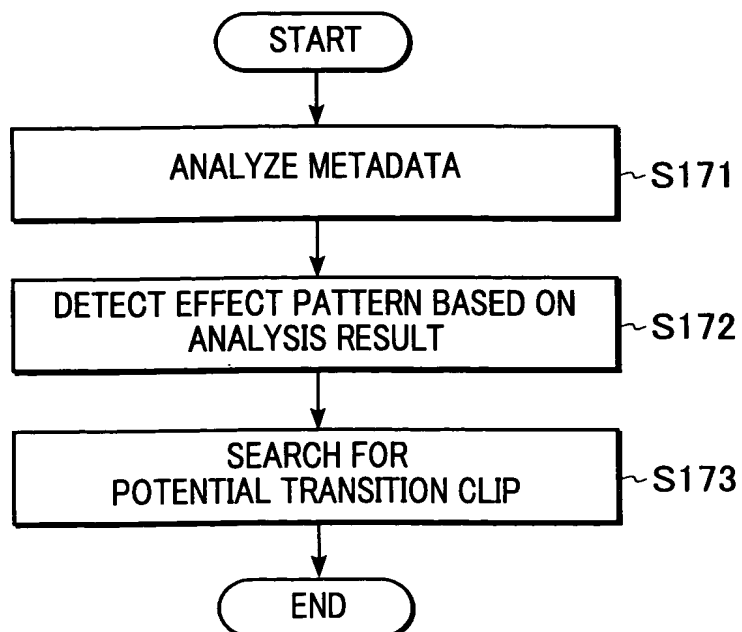 START
ANALYZE METADATA
S171
DETECT EFFECT PATTERN BASED ON
ANALYSIS RESULT
S172
SEARCH FOR
POTENTIAL TRANSITION CLIP
S173
END